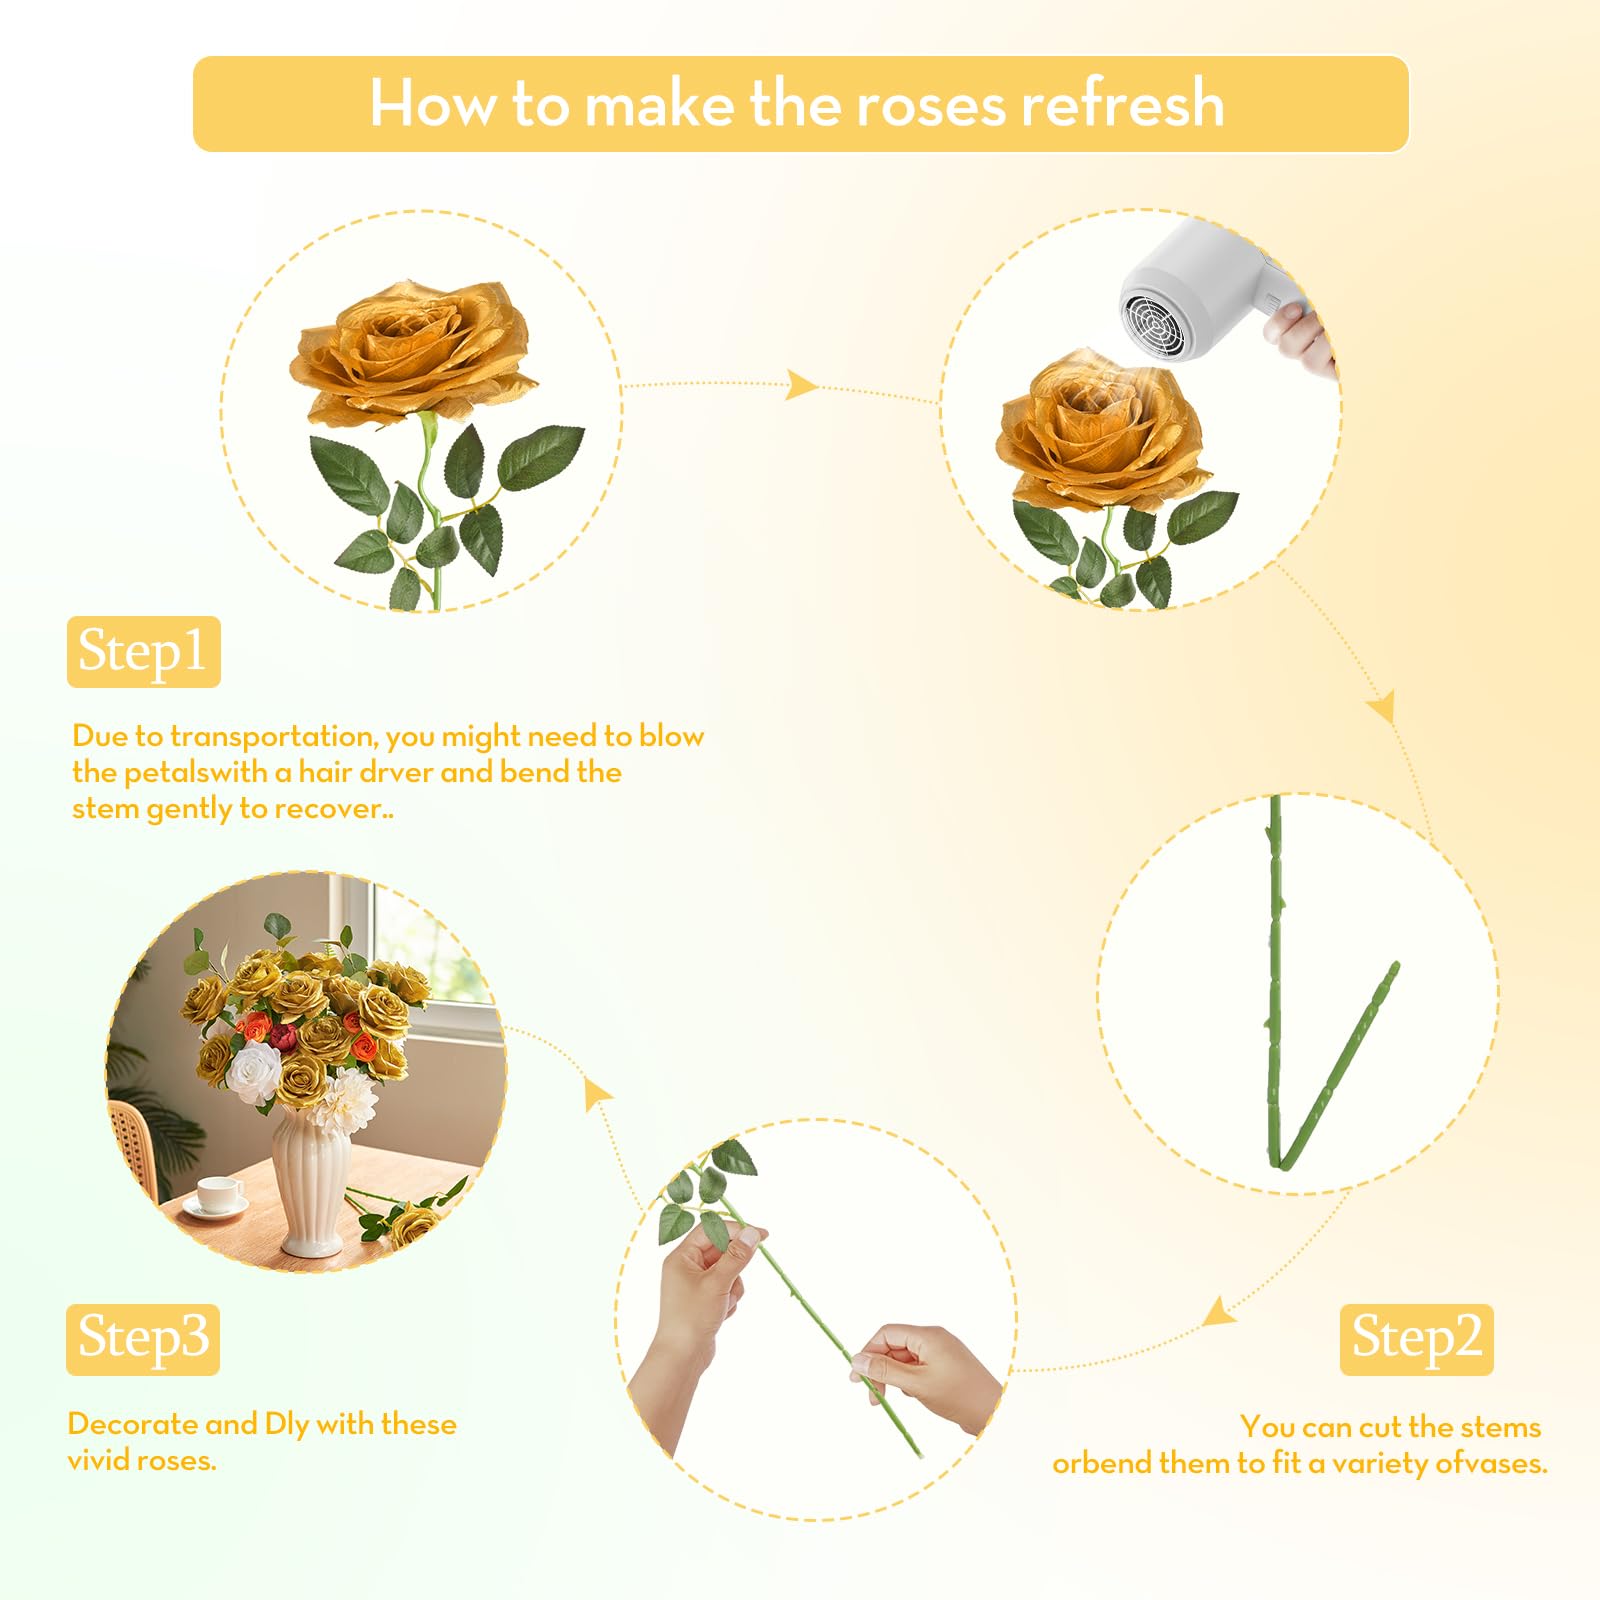 How to make the roses refresh
Step1
Due to transportation, you might need to blow
the petalswith a hair drver and bend the
stem gently to recover..
Step2
You can cut the stems
orbend them to fit a variety ofvases.
Step3
Decorate and Dly with these
vivid roses.